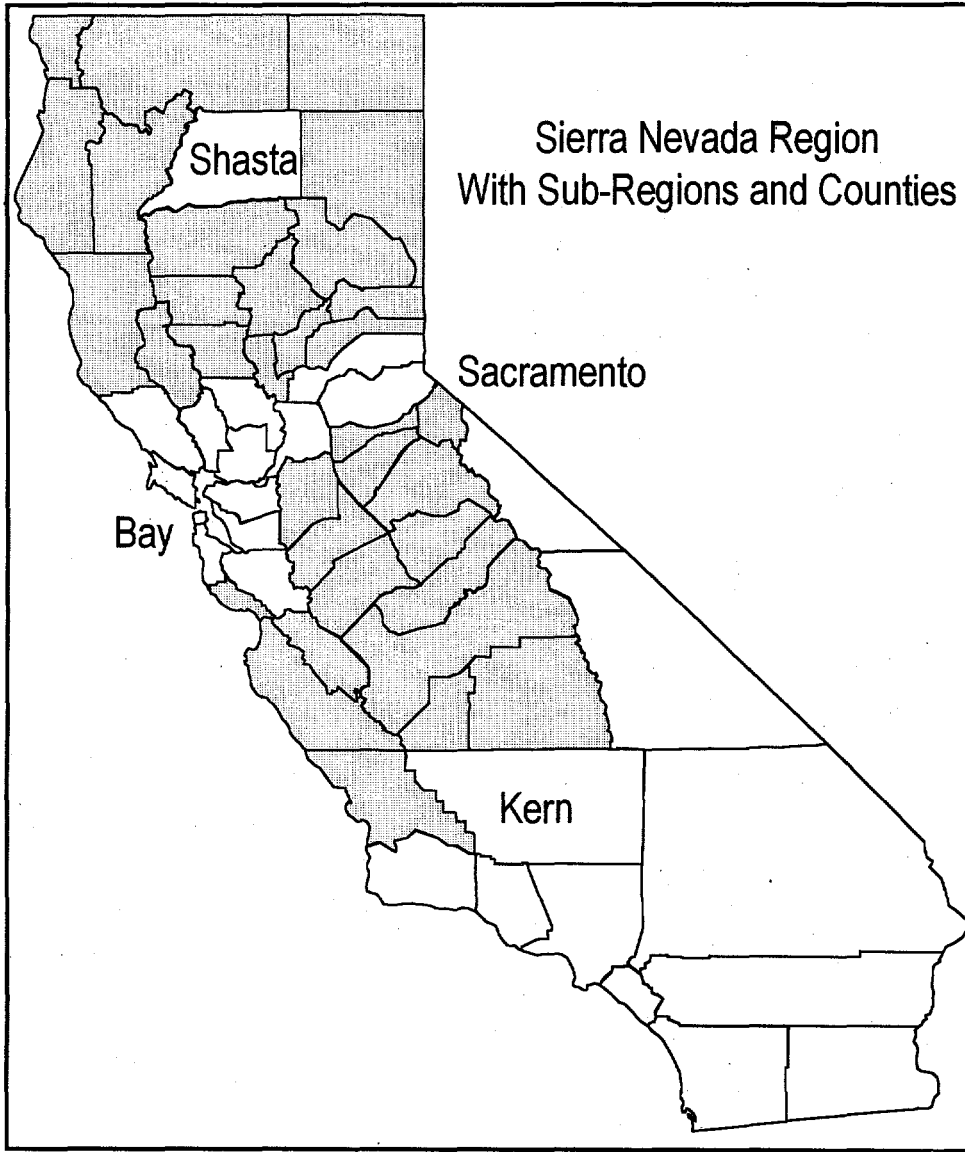 Shasta
Sierra Nevada Region
With Sub-Regions and Counties
Sacramento
Bay
Kern